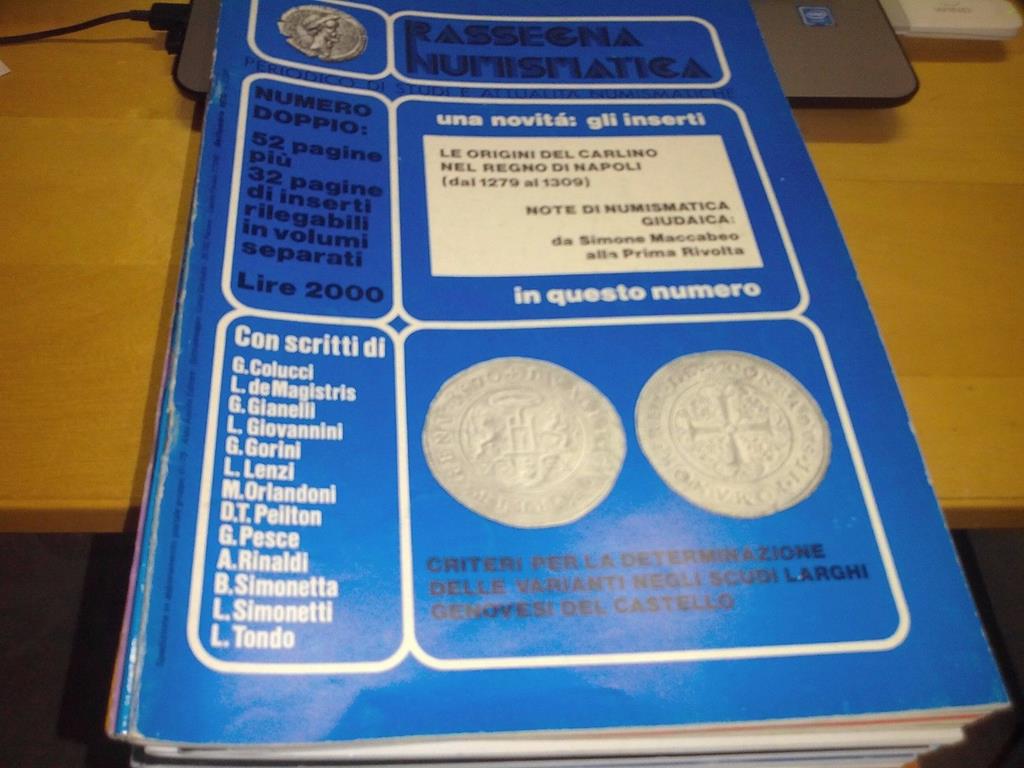 RASSEGNA
NUMISMATICA
PERIODICO DI STUDI E ATTUALITÀ NUMISMATICHE
NUMERO
DOPPIO:
52 pagine
più
32 pagine
di inserti
rilegabili
in volumi
separati
Lire 2000
una novitá: gli inserti
LE ORIGINI DEL CARLINO
NEL REGNO DI NAPOLI
(dal 1279 al 1309)
NOTE DI NUMISMATICA
GIUDAICA:
da Simone Maccabeo
alla Prima Rivolta
in questo numero
Con scritti di
G.Colucci
L. de Magistris
G. Gianelli
L. Giovannini
G. Gorini
L. Lenzi
M.Orlandoni
D.T. Peilton
G. Pesce
A. Rinaldi
B. Simonetta
L. Simonetti
L. Tondo
CRITERI PER LA DETERMINAZIONE
DELLE VARIANTI NEGLI SCUDI LARGHI
GENOVESI DEL CASTELLO
intel
WIND